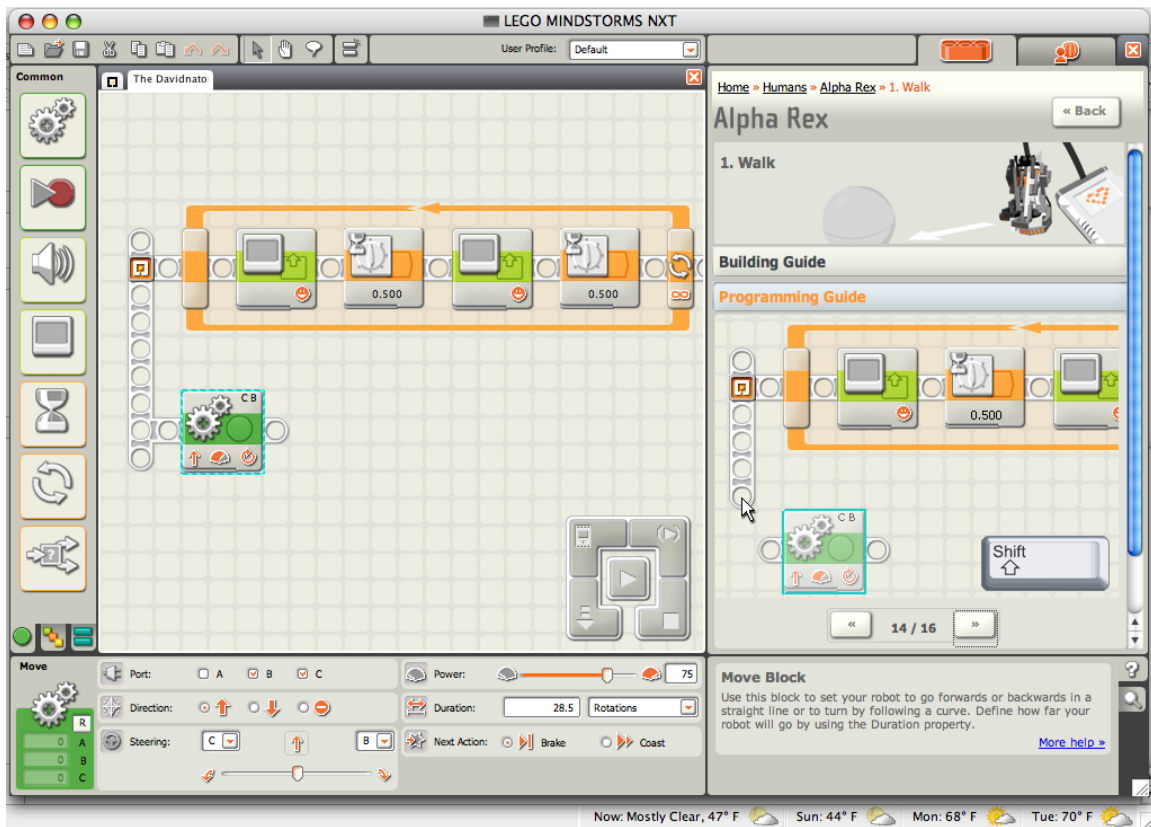 LEGO MINDSTORMS NXT
User Profile: Default
Common
The Davidnato
0.500
0.500
C B
Home » Humans » Alpha Rex » 1. Walk
Alpha Rex
« Back
1. Walk
Building Guide
Programming Guide
0.500
C B
Shift
« 14 / 16 »
Move
R
0 A
0 B
0 C
Port: A B C
Direction:
Steering: C B
Power: 75
Duration: 28.5 Rotations
Next Action: Brake Coast
Move Block
Use this block to set your robot to go forwards or backwards in a
straight line or to turn by following a curve. Define how far your
robot will go by using the Duration property.
More help »
Now: Mostly Clear, 47° F Sun: 44° F Mon: 68° F Tue: 70° F